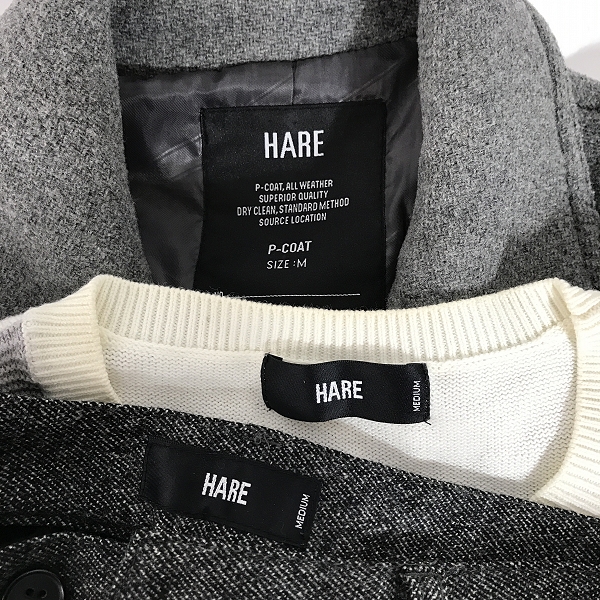 HARE
P-COAT, ALL WEATHER
SUPERIOR QUALITY
DRY CLEAN, STANDARD METHOD
SOURCE LOCATION
P-COAT
SIZE : M
HARE
MEDIUM
HARE
MEDIUM